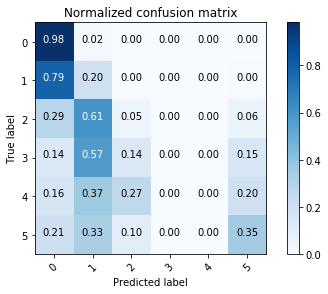 Normalized confusion matrix
True label
0 0.98 0.02 0.00 0.00 0.00 0.00
1 0.79 0.20 0.00 0.00 0.00 0.00
2 0.29 0.61 0.05 0.00 0.00 0.06
3 0.14 0.57 0.14 0.00 0.00 0.15
4 0.16 0.37 0.27 0.00 0.00 0.20
5 0.21 0.33 0.10 0.00 0.00 0.35
0 1 2 3 4 5
Predicted label
0.8
0.6
0.4
0.2
0.0